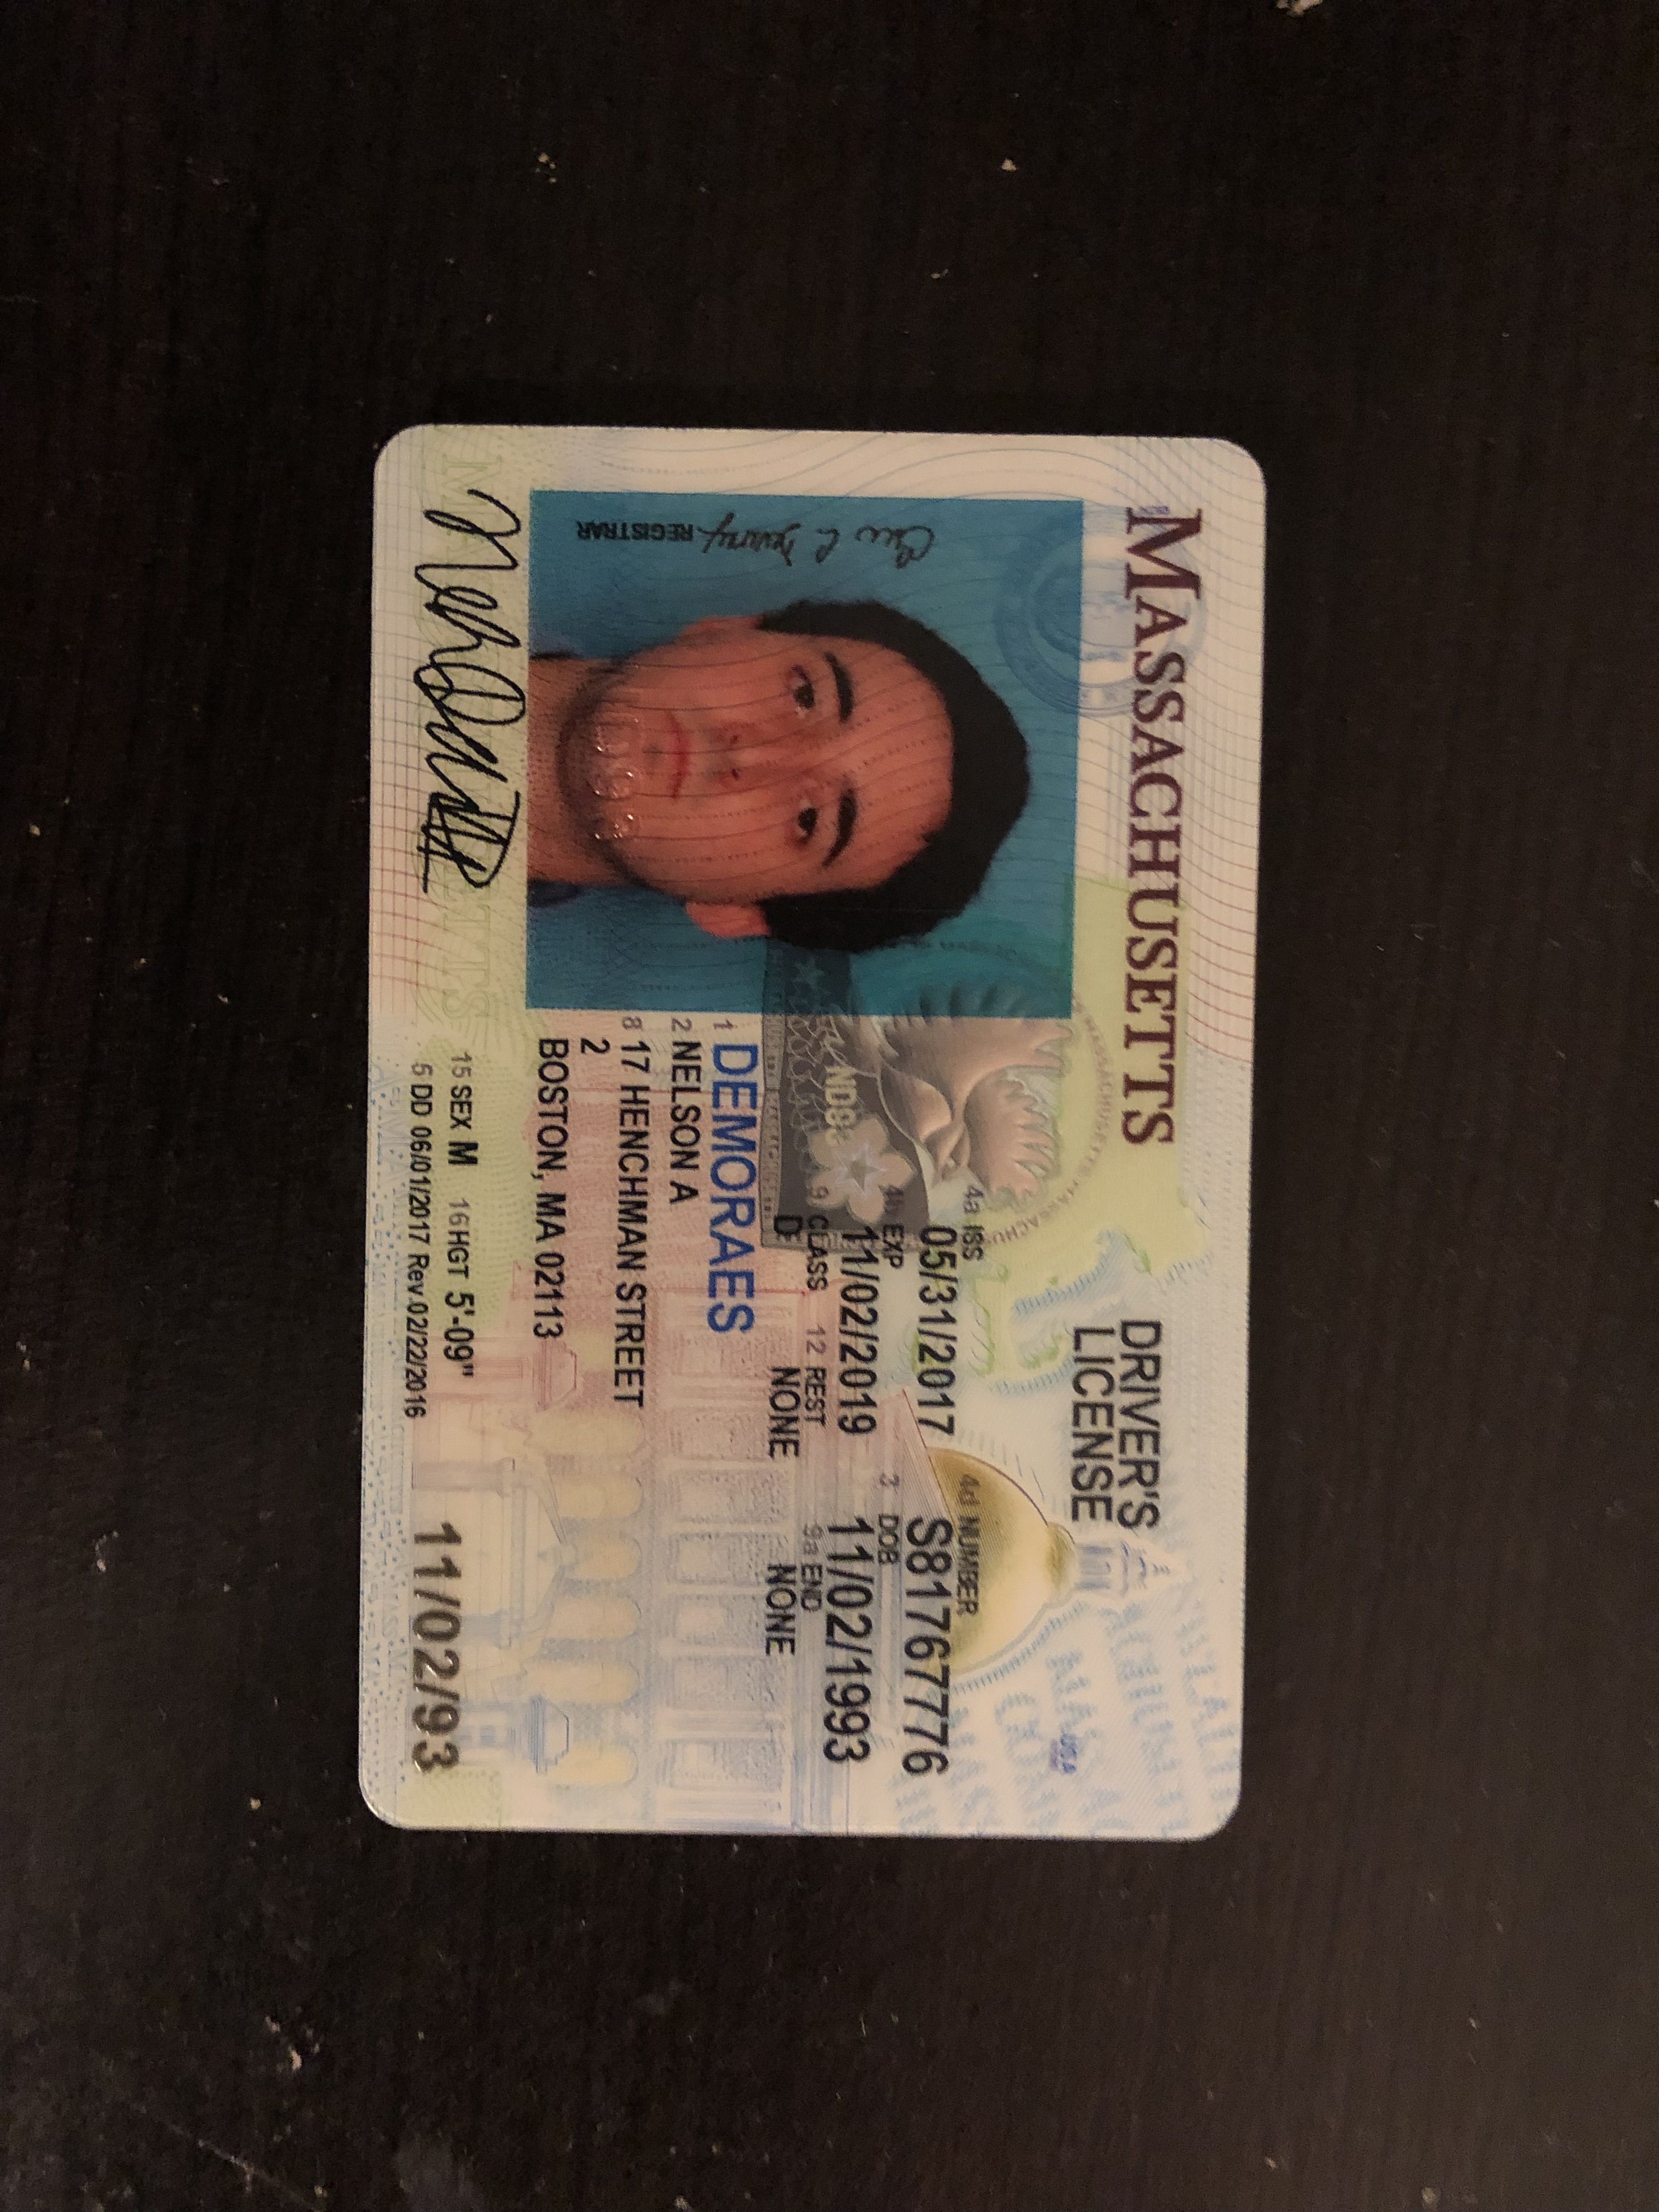 MASSACHUSETTS
DRIVER'S
LICENSE
USA
4a ISS
05/31/2017
4d NUMBER
S81767776
4b EXP
11/02/2019
3 DOB
11/02/1993
9 CLASS
D
12 REST
NONE
9a END
NONE
1 DEMORAES
2 NELSON A
8 17 HENCHMAN STREET
2
BOSTON, MA 02113
15 SEX M 16 HGT 5'-09"
5 DD 06/01/2017 Rev 02/22/2016
11/02/93
REGISTRAR